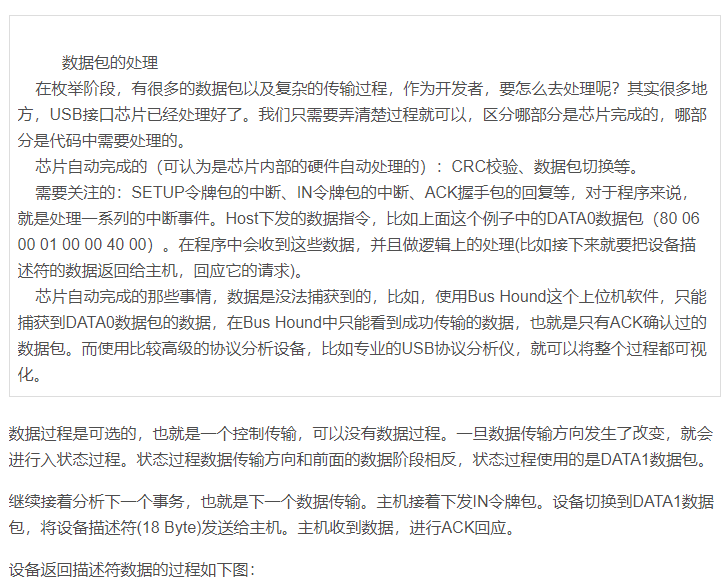 数据包的处理
在枚举阶段，有很多的数据包以及复杂的传输过程，作为开发者，要怎么去处理呢？其实很多地
方，USB接口芯片已经处理好了。我们只需要弄清楚过程就可以，区分哪部分是芯片完成的，哪部
分是代码中需要处理的。
芯片自动完成的（可认为是芯片内部的硬件自动处理的）：CRC校验、数据包切换等。
需要关注的：SETUP令牌包的中断、IN令牌包的中断、ACK握手包的回复等，对于程序来说，
就是处理一系列的中断事件。Host下发的数据指令，比如上面这个例子中的DATA0数据包（80 06
00 01 00 00 40 00）。在程序中会收到这些数据，并且做逻辑上的处理(比如接下来就要把设备描
述符的数据返回给主机，回应它的请求)。
芯片自动完成的那些事情，数据是没法捕获到的，比如，使用Bus Hound这个上位机软件，只能
捕获到DATA0数据包的数据，在Bus Hound中只能看到成功传输的数据，也就是只有ACK确认过的
数据包。而使用比较高级的协议分析设备，比如专业的USB协议分析仪，就可以将整个过程都可视
化。
数据过程是可选的，也就是一个控制传输，可以没有数据过程。一旦数据传输方向发生了改变，就会
进行入状态过程。状态过程数据传输方向和前面的数据阶段相反，状态过程使用的是DATA1数据包。
继续接着分析下一个事务，也就是下一个数据传输。主机接着下发IN令牌包。设备切换到DATA1数据
包，将设备描述符(18 Byte)发送给主机。主机收到数据，进行ACK回应。
设备返回描述符数据的过程如下图：